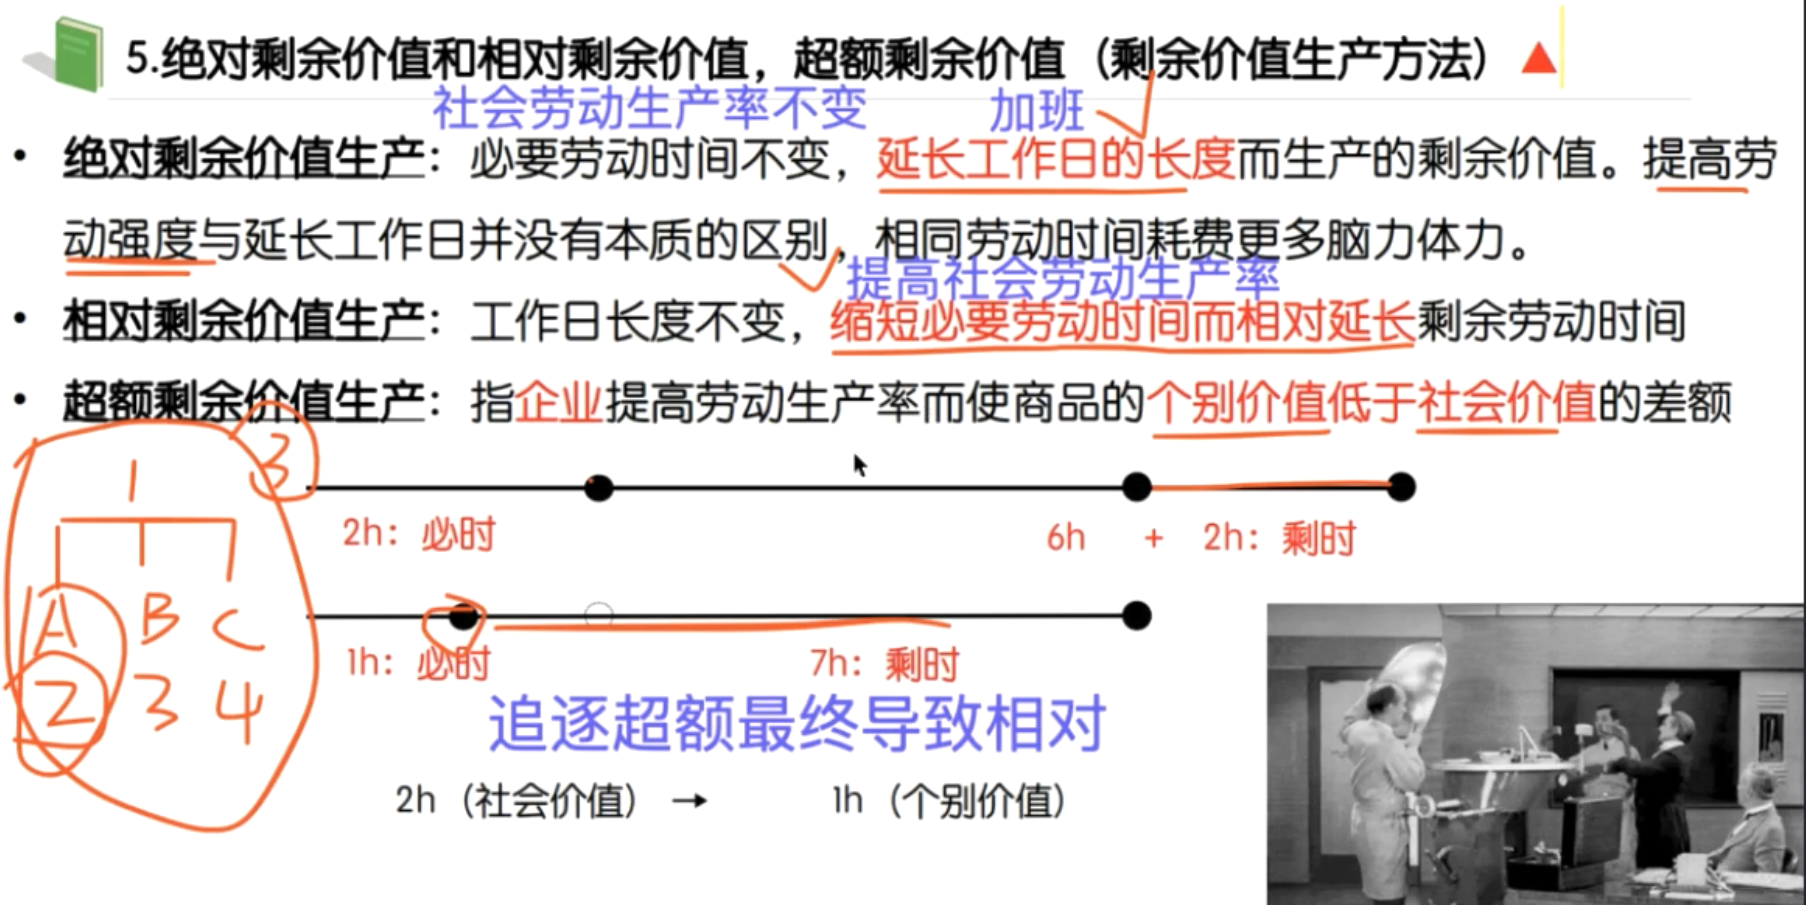 5.绝对剩余价值和相对剩余价值，超额剩余价值（剩余价值生产方法）
社会劳动生产率不变 加班
• 绝对剩余价值生产：必要劳动时间不变，延长工作日的长度而生产的剩余价值。提高劳
动强度与延长工作日并没有本质的区别，相同劳动时间耗费更多脑力体力。
提高社会劳动生产率
• 相对剩余价值生产：工作日长度不变，缩短必要劳动时间而相对延长剩余劳动时间
• 超额剩余价值生产：指企业提高劳动生产率而使商品的个别价值低于社会价值的差额
3
1
2h：必时 6h + 2h：剩时
A B C
1h：必时 7h：剩时
2 3 4
追逐超额最终导致相对
2h（社会价值）→ 1h（个别价值）